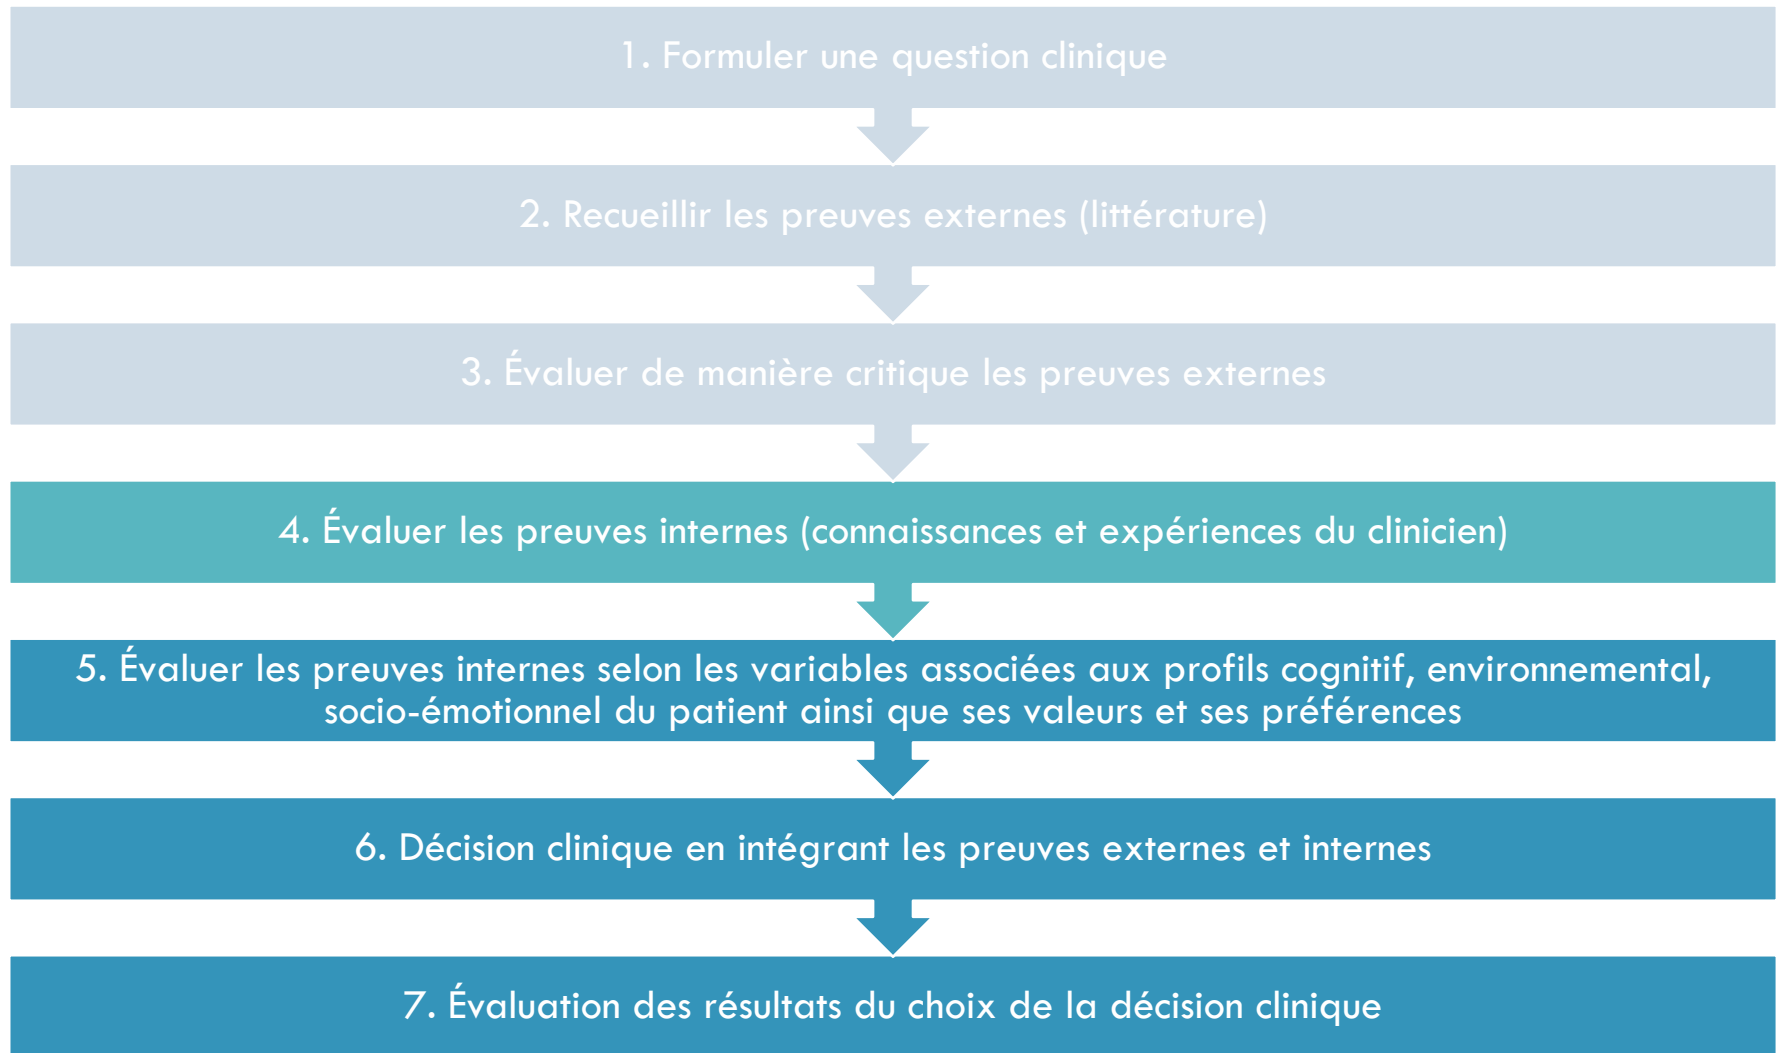 1. Formuler une question clinique
2. Recueillir les preuves externes (littérature)
3. Évaluer de manière critique les preuves externes
4. Évaluer les preuves internes (connaissances et expériences du clinicien)
5. Évaluer les preuves internes selon les variables associées aux profils cognitif, environnemental,
socio-émotionnel du patient ainsi que ses valeurs et ses préférences
6. Décision clinique en intégrant les preuves externes et internes
7. Évaluation des résultats du choix de la décision clinique